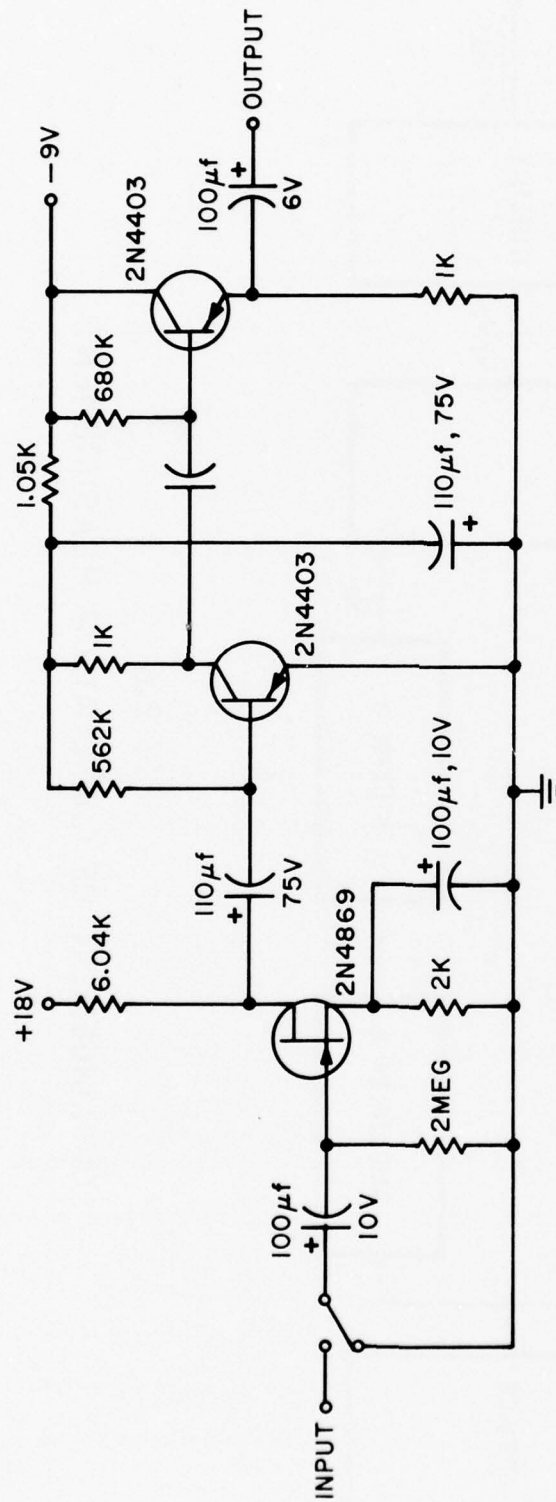 INPUT
100µf
+
10V
2MEG
+18V
6.04K
2N4869
2K
100µf, 10V
+
110µf
+
75V
562K
1K
2N4403
1.05K
110µf, 75V
+
680K
2N4403
-9V
100µf
+
6V
OUTPUT
1K